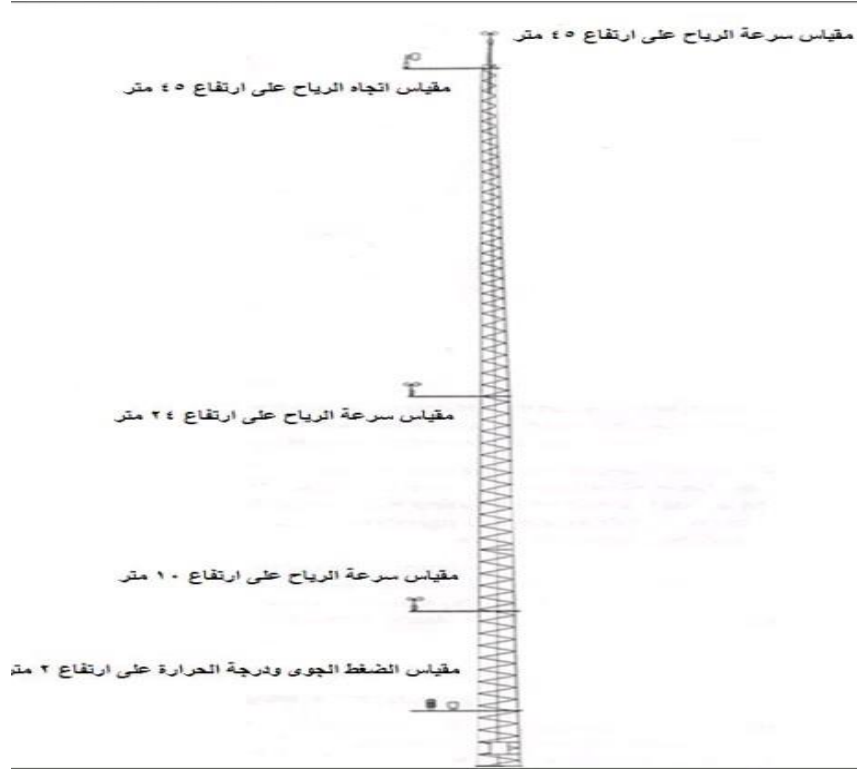 مقياس سرعة الرياح على ارتفاع ٤٥ متر
مقياس اتجاه الرياح على ارتفاع ٤٥ متر
مقياس سرعة الرياح على ارتفاع ٢٤ متر
مقياس سرعة الرياح على ارتفاع ١٠ متر
مقياس الضغط الجوى ودرجة الحرارة على ارتفاع ٢ متر